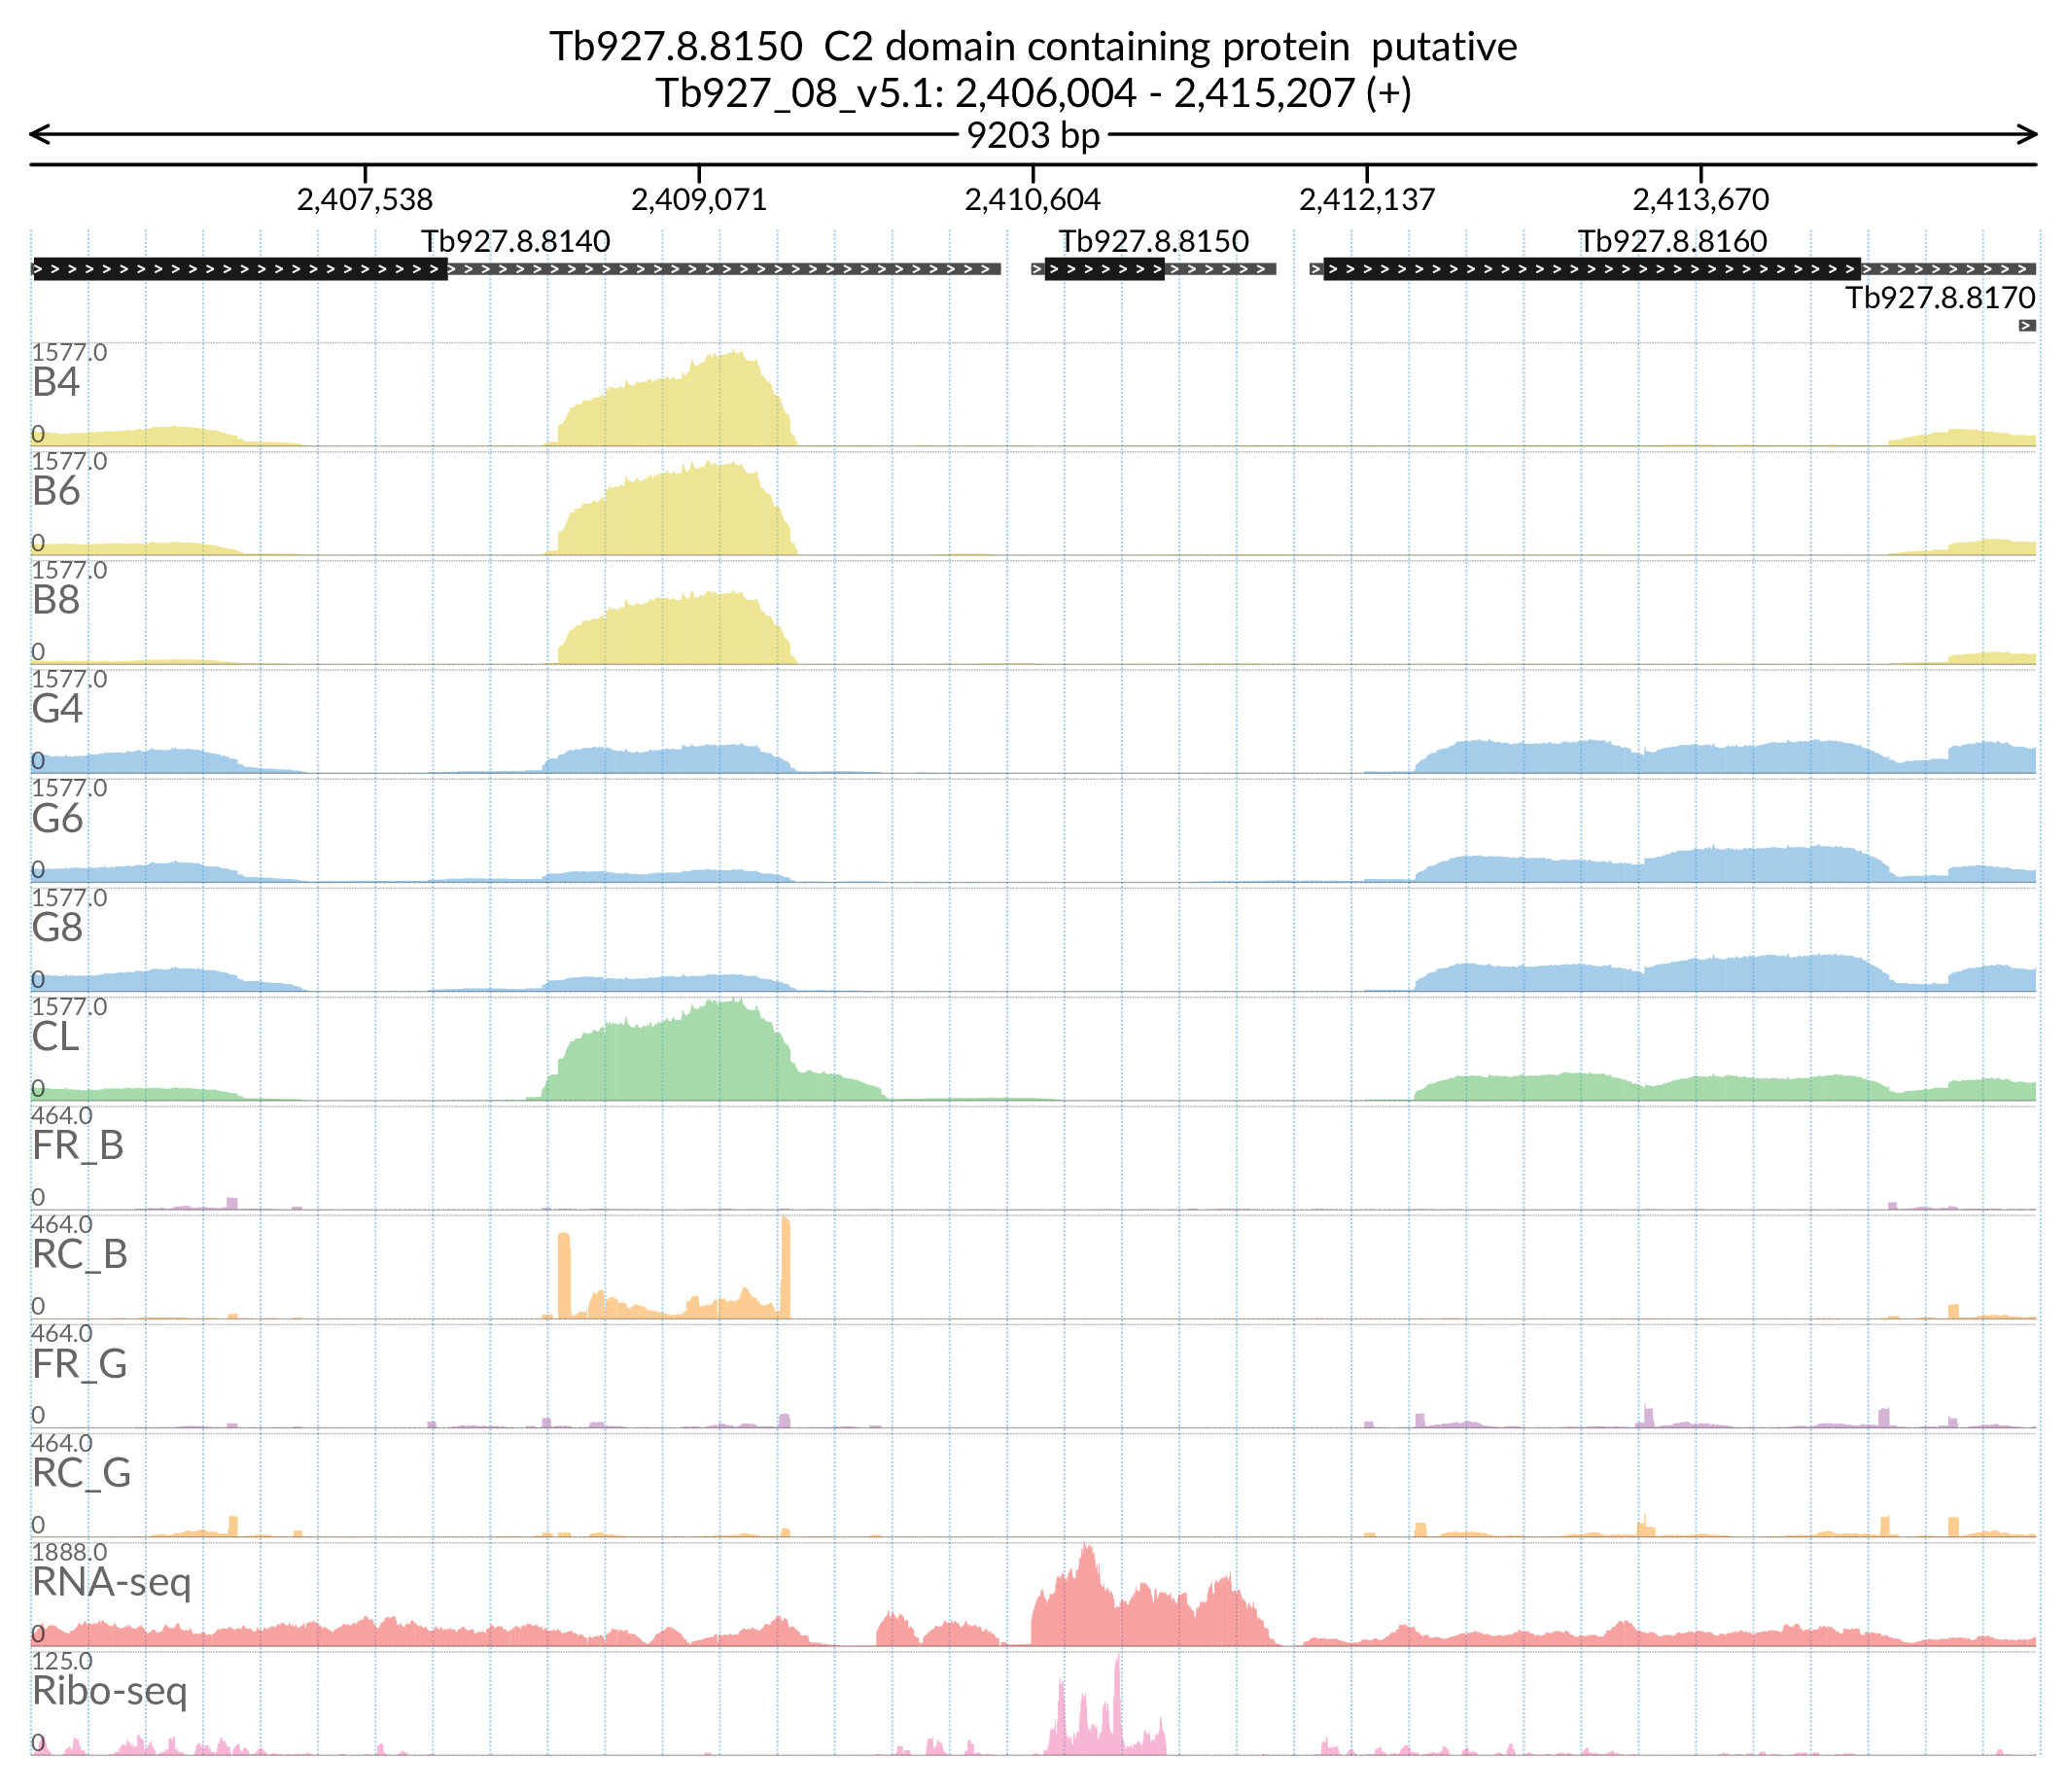 Tb927.8.8150  C2 domain containing protein  putative
Tb927_08_v5.1: 2,406,004 - 2,415,207 (+)
9203 bp
2,407,538 2,409,071 2,410,604 2,412,137 2,413,670
Tb927.8.8140 Tb927.8.8150 Tb927.8.8160
Tb927.8.8170
1577.0
B4
0
1577.0
B6
0
1577.0
B8
0
1577.0
G4
0
1577.0
G6
0
1577.0
G8
0
1577.0
CL
0
464.0
FR_B
0
464.0
RC_B
0
464.0
FR_G
0
464.0
RC_G
0
1888.0
RNA-seq
0
125.0
Ribo-seq
0